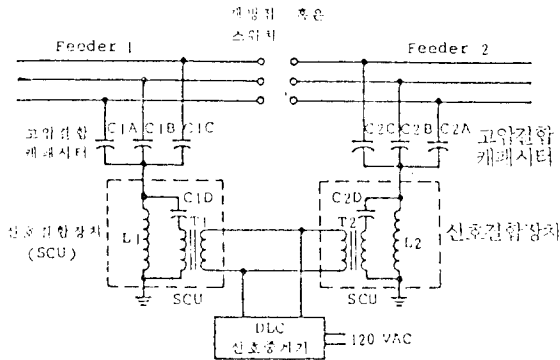 개방점 혹은
스위치
Feeder 1
Feeder 2
고압결합
캐패시터
C1A C1B C1C
C2C C2B C2A
고압결합
캐패시터
C1D
C2D
신호결합장치
(SCU)
L1
T1
T2
L2
신호결합장치
SCU
SCU
DLC
신호중계기
120 VAC